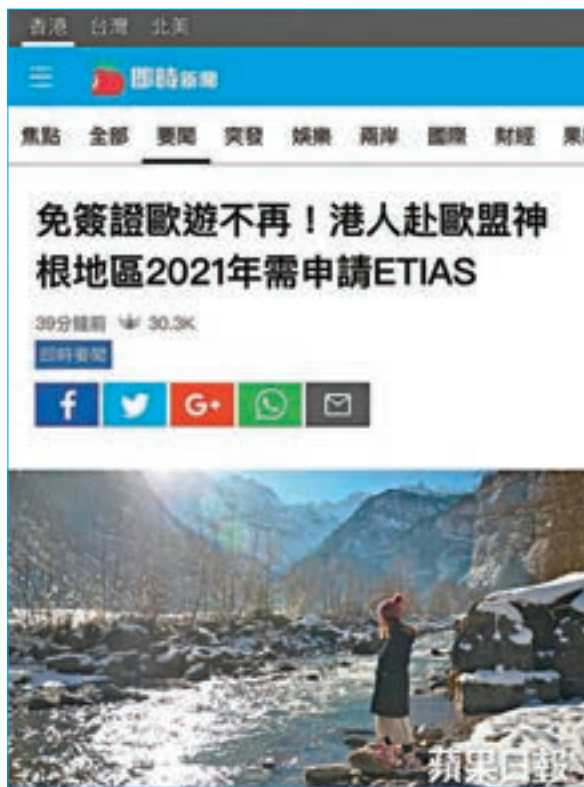 香港 台灣 北美
即時新聞
焦點 全部 要聞 突發 娛樂 兩岸 國際 財經 果
免簽證歐遊不再！港人赴歐盟神
根地區2021年需申請ETIAS
39分鐘前 30.3K
即時要聞
f G+
蘋果日報